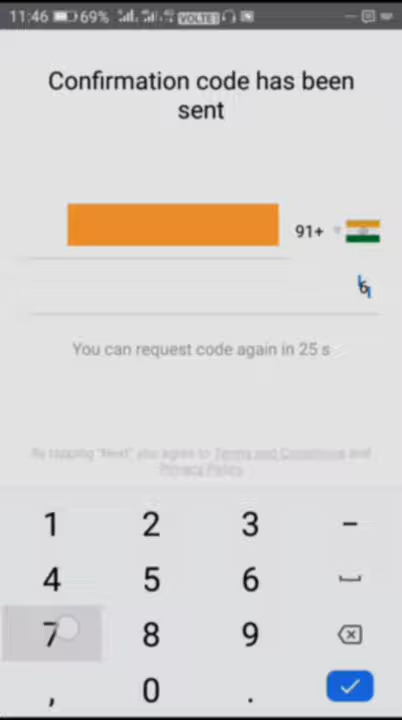 11:46 69% VOLTE1
Confirmation code has been
sent
91+
6
You can request code again in 25 s
By tapping "Next" you agree to Terms and Conditions and
Privacy Policy
1 2 3 -
4 5 6
7 8 9
, 0 .